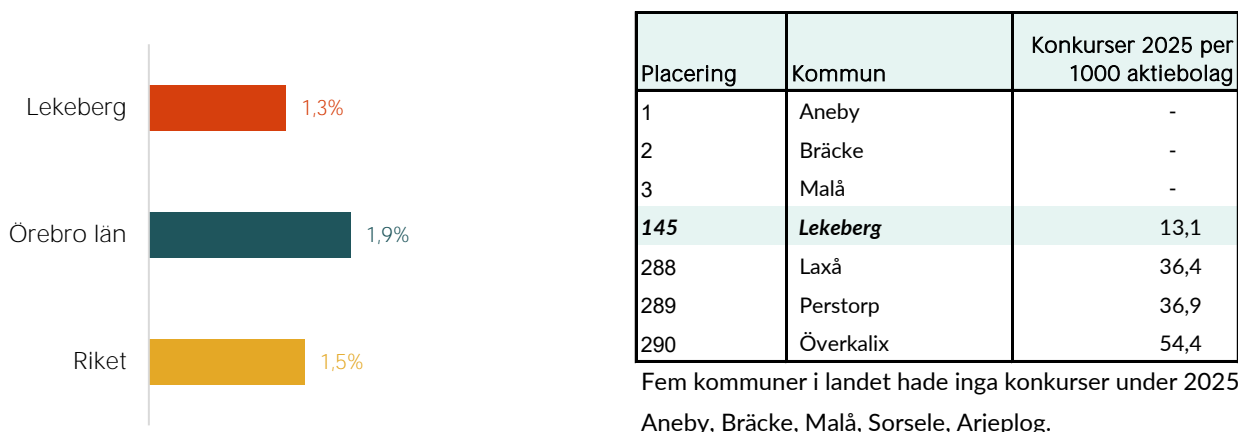 Lekeberg 1,3%
Örebro län 1,9%
Riket 1,5%
Placering Kommun Konkurser 2025 per
1000 aktiebolag
1 Aneby -
2 Bräcke -
3 Malå -
145 Lekeberg 13,1
288 Laxå 36,4
289 Perstorp 36,9
290 Överkalix 54,4
Fem kommuner i landet hade inga konkurser under 2025
Aneby, Bräcke, Malå, Sorsele, Arjeplog.